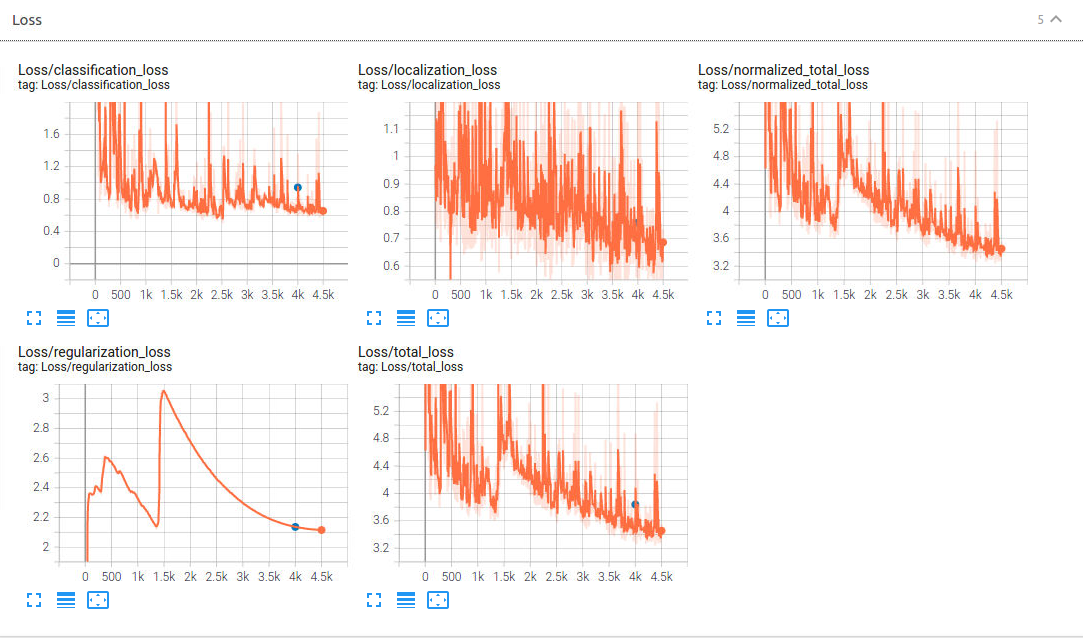 Loss
5
Loss/classification_loss
tag: Loss/classification_loss
1.6
1.2
0.8
0.4
0
0 500 1k 1.5k 2k 2.5k 3k 3.5k 4k 4.5k
Loss/localization_loss
tag: Loss/localization_loss
1.1
1
0.9
0.8
0.7
0.6
0 500 1k 1.5k 2k 2.5k 3k 3.5k 4k 4.5k
Loss/normalized_total_loss
tag: Loss/normalized_total_loss
5.2
4.8
4.4
4
3.6
3.2
0 500 1k 1.5k 2k 2.5k 3k 3.5k 4k 4.5k
Loss/regularization_loss
tag: Loss/regularization_loss
3
2.8
2.6
2.4
2.2
2
0 500 1k 1.5k 2k 2.5k 3k 3.5k 4k 4.5k
Loss/total_loss
tag: Loss/total_loss
5.2
4.8
4.4
4
3.6
3.2
0 500 1k 1.5k 2k 2.5k 3k 3.5k 4k 4.5k